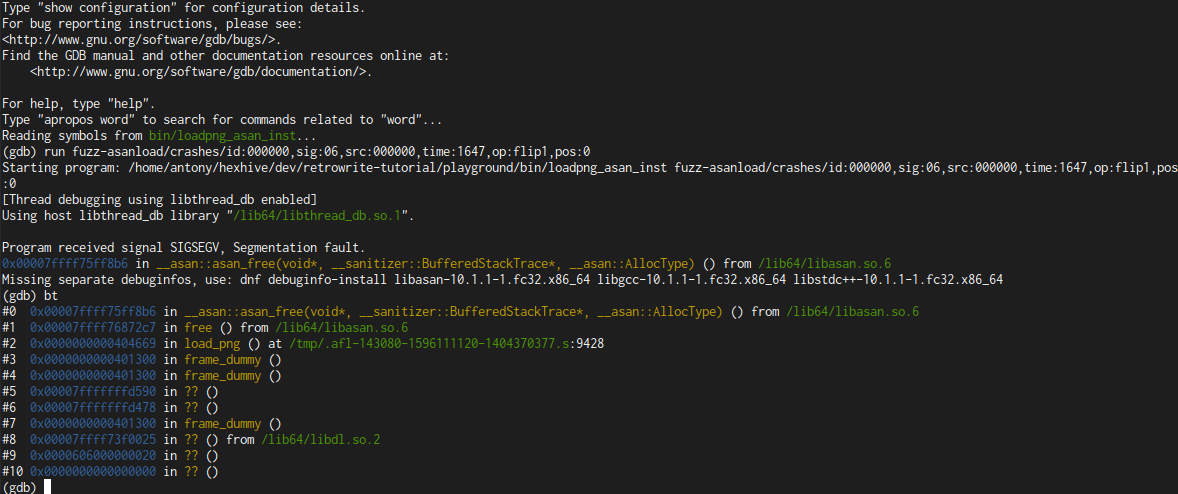 Type "show configuration" for configuration details.
For bug reporting instructions, please see:
<http://www.gnu.org/software/gdb/bugs/>.
Find the GDB manual and other documentation resources online at:
    <http://www.gnu.org/software/gdb/documentation/>.

For help, type "help".
Type "apropos word" to search for commands related to "word"...
Reading symbols from bin/loadpng_asan_inst...
(gdb) run fuzz-asanload/crashes/id:000000,sig:06,src:000000,time:1647,op:flip1,pos:0
Starting program: /home/antony/hexhive/dev/retrowrite-tutorial/playground/bin/loadpng_asan_inst fuzz-asanload/crashes/id:000000,sig:06,src:000000,time:1647,op:flip1,pos
:0
[Thread debugging using libthread_db enabled]
Using host libthread_db library "/lib64/libthread_db.so.1".

Program received signal SIGSEGV, Segmentation fault.
0x00007ffff75ff8b6 in __asan::asan_free(void*, __sanitizer::BufferedStackTrace*, __asan::AllocType) () from /lib64/libasan.so.6
Missing separate debuginfos, use: dnf debuginfo-install libasan-10.1.1-1.fc32.x86_64 libgcc-10.1.1-1.fc32.x86_64 libstdc++-10.1.1-1.fc32.x86_64
(gdb) bt
#0  0x00007ffff75ff8b6 in __asan::asan_free(void*, __sanitizer::BufferedStackTrace*, __asan::AllocType) () from /lib64/libasan.so.6
#1  0x00007ffff76872c7 in free () from /lib64/libasan.so.6
#2  0x0000000000404669 in load_png () at /tmp/.afl-143080-1596111120-1404370377.s:9428
#3  0x0000000000401300 in frame_dummy ()
#4  0x0000000000401300 in frame_dummy ()
#5  0x00007fffffffd590 in ?? ()
#6  0x00007fffffffd478 in ?? ()
#7  0x0000000000401300 in frame_dummy ()
#8  0x00007ffff73f0025 in ?? () from /lib64/libdl.so.2
#9  0x0000606000000020 in ?? ()
#10 0x0000000000000000 in ?? ()
(gdb)